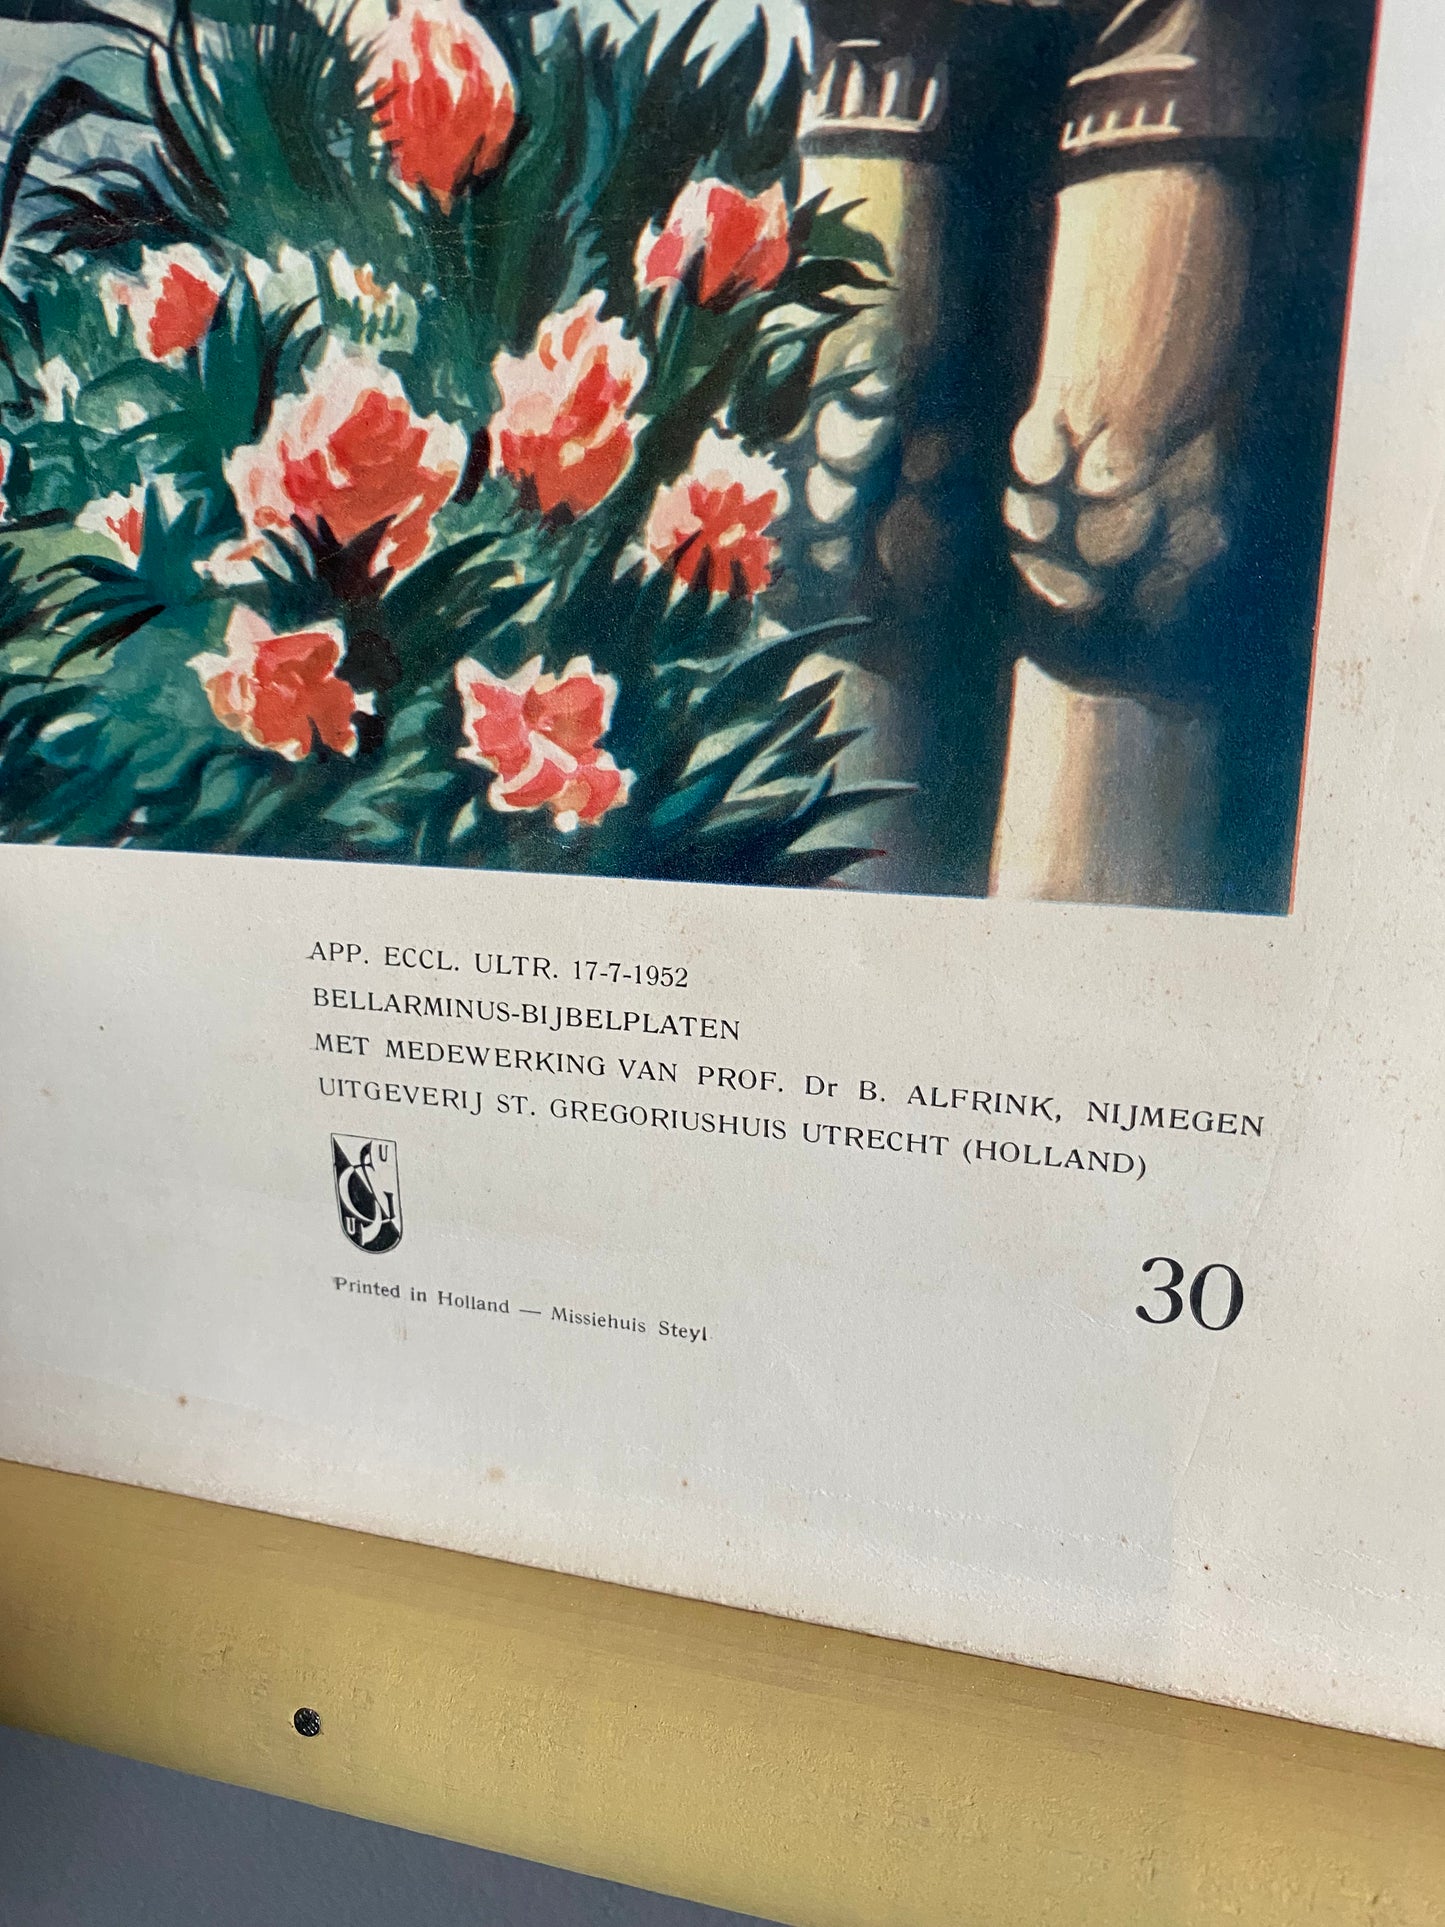 APP. ECCL. ULTR. 17-7-1952
BELLARMINUS-BIJBELPLATEN
MET MEDEWERKING VAN PROF. Dr B. ALFRINK, NIJMEGEN
UITGEVERIJ ST. GREGORIUSHUIS UTRECHT (HOLLAND)
U
SG
U
30
Printed in Holland — Missiehuis Steyl